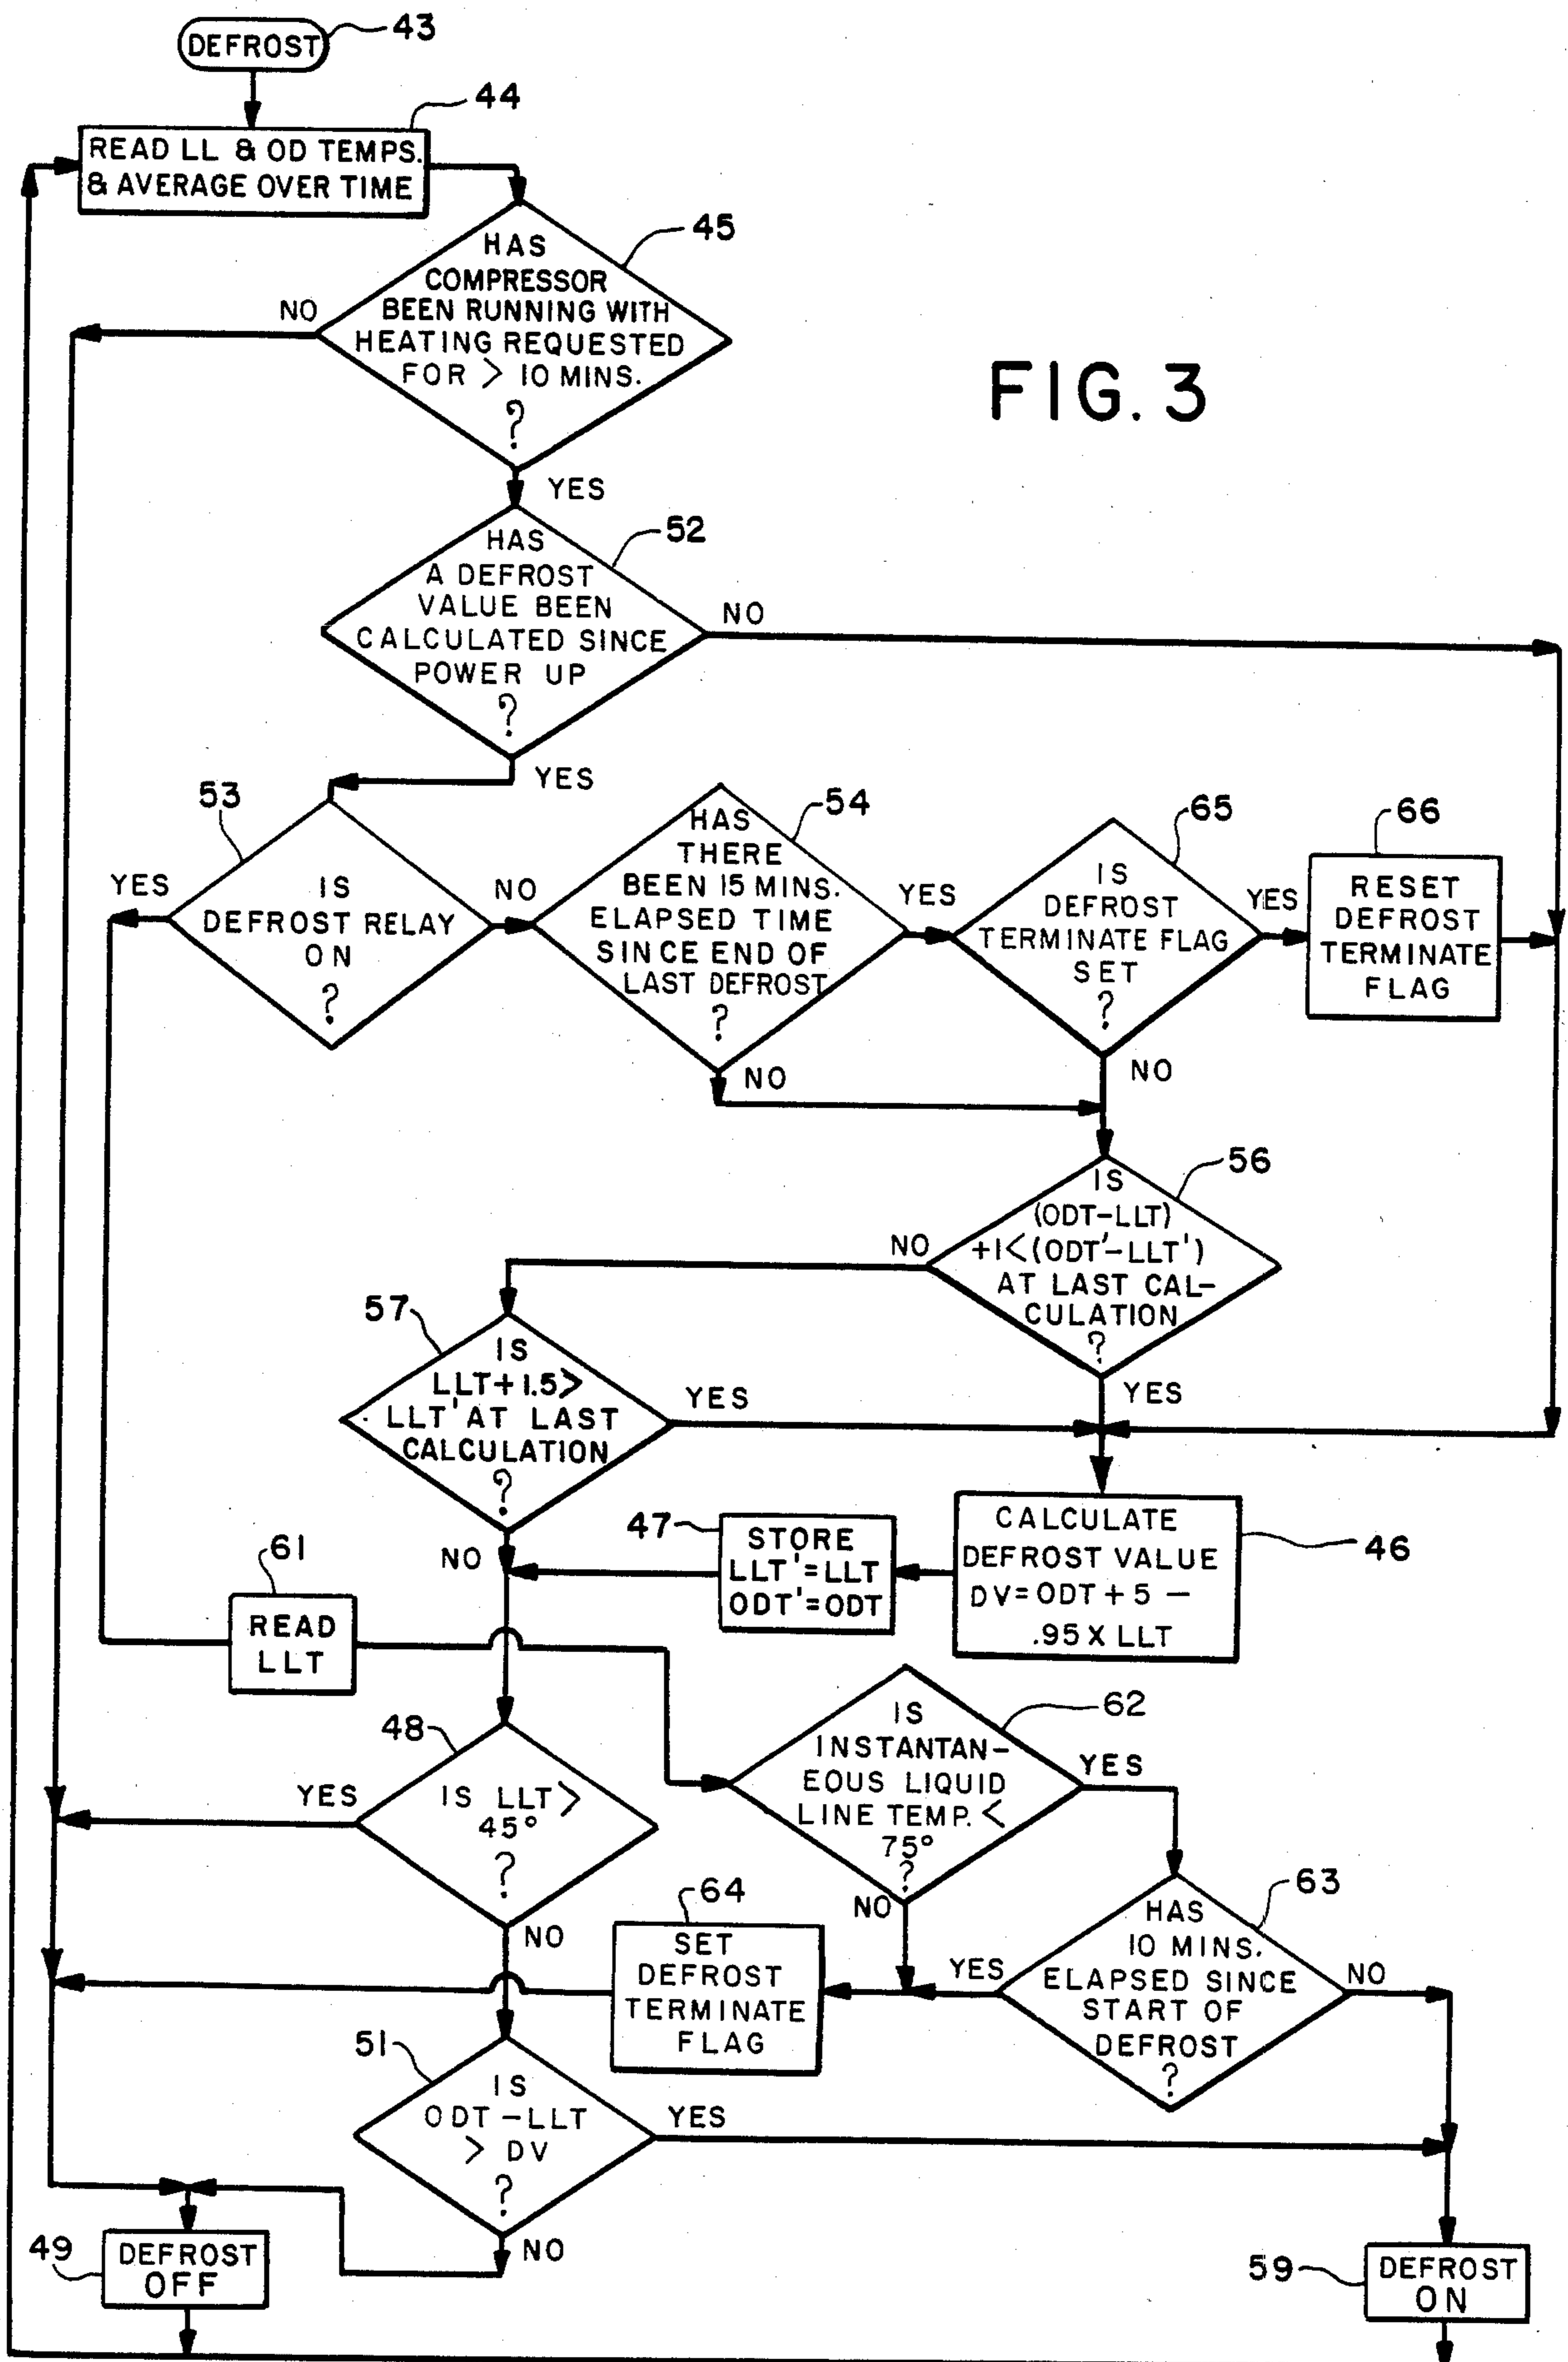 DEFROST
43
44
READ LL & OD TEMPS.
& AVERAGE OVER TIME
45
HAS
COMPRESSOR
BEEN RUNNING WITH
HEATING REQUESTED
FOR > 10 MINS.
?
NO
YES
FIG. 3
52
HAS
A DEFROST
VALUE BEEN
CALCULATED SINCE
POWER UP
?
NO
YES
53
IS
DEFROST RELAY
ON
?
YES
NO
54
HAS
THERE
BEEN 15 MINS.
ELAPSED TIME
SINCE END OF
LAST DEFROST
?
YES
NO
65
IS
DEFROST
TERMINATE FLAG
SET
?
YES
NO
66
RESET
DEFROST
TERMINATE
FLAG
56
IS
(ODT-LLT)
+1<(ODT'-LLT')
AT LAST CAL-
CULATION
?
NO
YES
57
IS
LLT+1.5>
LLT' AT LAST
CALCULATION
?
YES
NO
47
STORE
LLT'=LLT
ODT'=ODT
CALCULATE
DEFROST VALUE
DV=ODT+5 -
.95 X LLT
46
61
READ
LLT
48
IS LLT >
45°
?
YES
NO
62
IS
INSTANTAN-
EOUS LIQUID
LINE TEMP. <
75°
?
YES
NO
63
HAS
10 MINS.
ELAPSED SINCE
START OF
DEFROST
?
YES
NO
64
SET
DEFROST
TERMINATE
FLAG
51
IS
ODT-LLT
> DV
?
YES
NO
49
DEFROST
OFF
59
DEFROST
ON